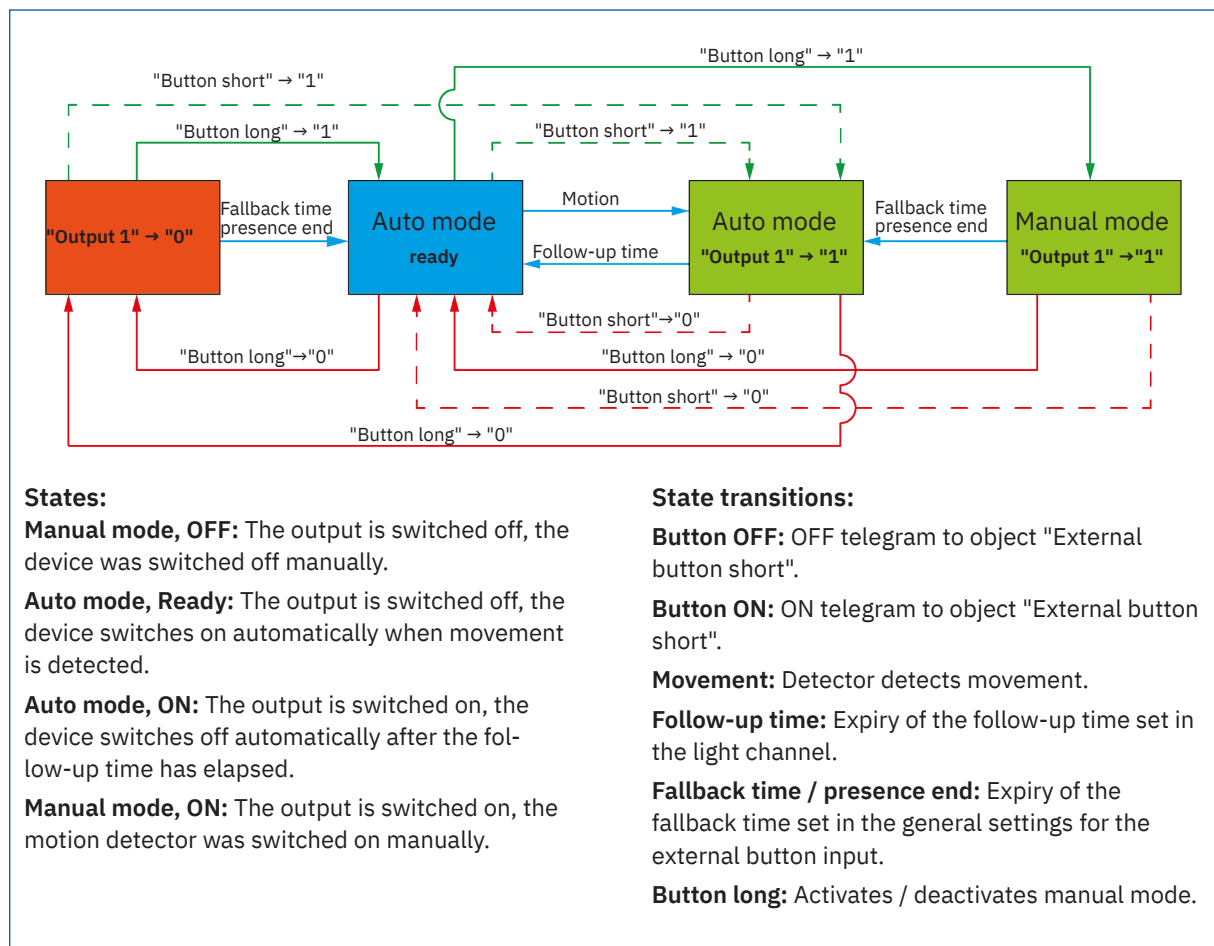 "Button long" → "1"
"Button short" → "1"
"Button long" → "1"
"Button short" → "1"
"Output 1" → "0"
Fallback time
presence end
Auto mode
ready
Motion
Follow-up time
Auto mode
"Output 1" → "1"
Fallback time
presence end
Manual mode
"Output 1" →"1"
"Button short"→"0"
"Button long"→"0"
"Button long" → "0"
"Button short" → "0"
"Button long" → "0"
States:
Manual mode, OFF: The output is switched off, the
device was switched off manually.
Auto mode, Ready: The output is switched off, the
device switches on automatically when movement
is detected.
Auto mode, ON: The output is switched on, the
device switches off automatically after the fol-
low-up time has elapsed.
Manual mode, ON: The output is switched on, the
motion detector was switched on manually.
State transitions:
Button OFF: OFF telegram to object "External
button short".
Button ON: ON telegram to object "External button
short".
Movement: Detector detects movement.
Follow-up time: Expiry of the follow-up time set in
the light channel.
Fallback time / presence end: Expiry of the
fallback time set in the general settings for the
external button input.
Button long: Activates / deactivates manual mode.